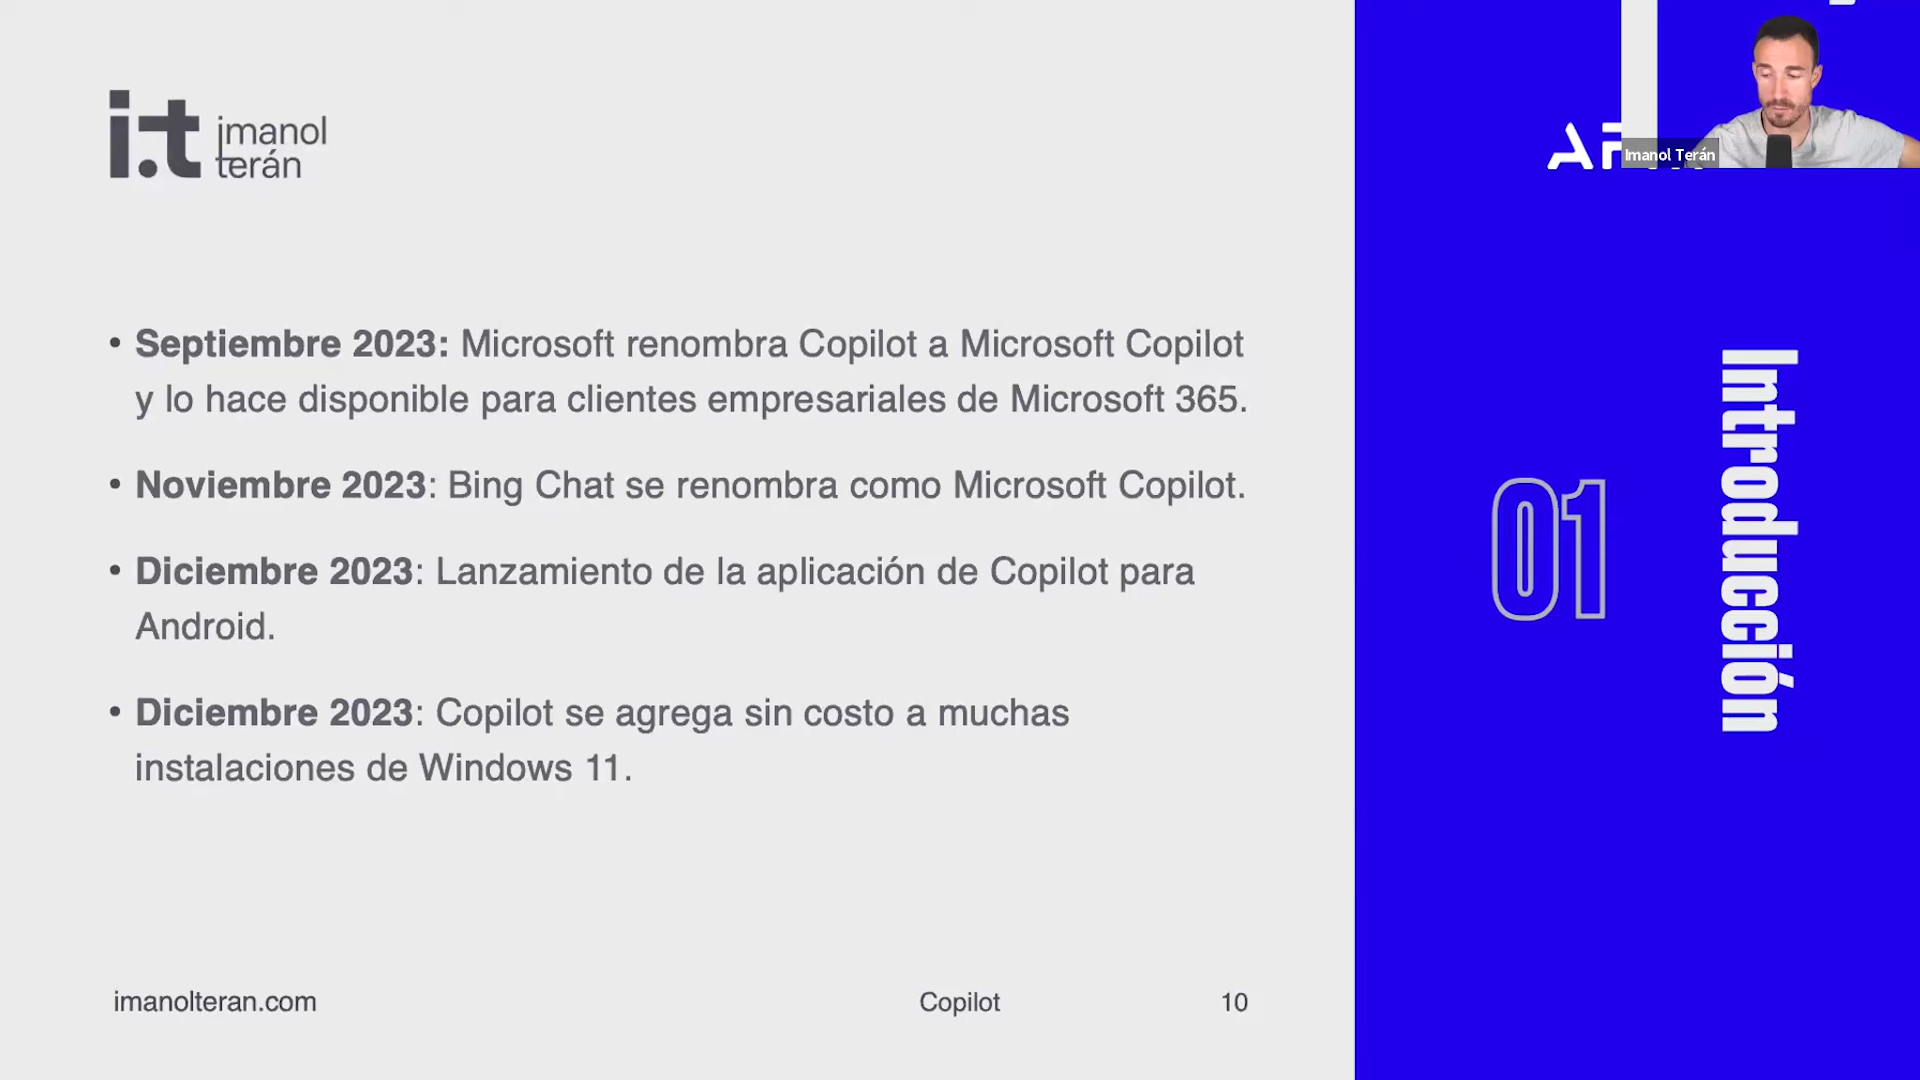 i.t imanol
terán
Imanol Terán
• Septiembre 2023: Microsoft renombra Copilot a Microsoft Copilot
y lo hace disponible para clientes empresariales de Microsoft 365.
• Noviembre 2023: Bing Chat se renombra como Microsoft Copilot.
• Diciembre 2023: Lanzamiento de la aplicación de Copilot para
Android.
• Diciembre 2023: Copilot se agrega sin costo a muchas
instalaciones de Windows 11.
01
Introducción
imanolteran.com
Copilot
10